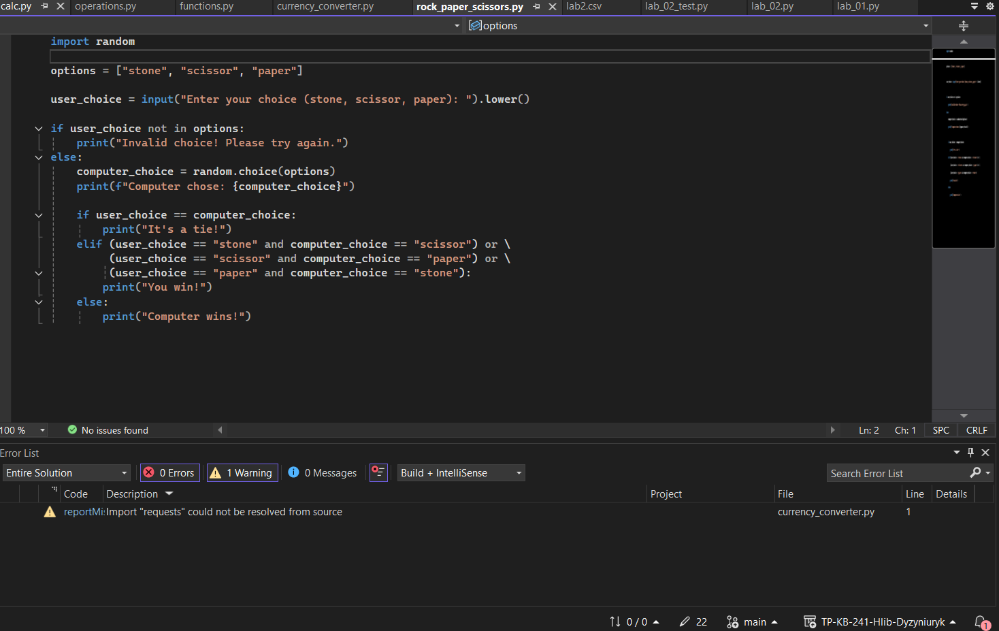 calc.py operations.py functions.py currency_converter.py rock_paper_scissors.py lab2.csv lab_02_test.py lab_02.py lab_01.py
options
import random
options = ["stone", "scissor", "paper"]
user_choice = input("Enter your choice (stone, scissor, paper): ").lower()
if user_choice not in options:
print("Invalid choice! Please try again.")
else:
computer_choice = random.choice(options)
print(f"Computer chose: {computer_choice}")
if user_choice == computer_choice:
print("It's a tie!")
elif (user_choice == "stone" and computer_choice == "scissor") or \
(user_choice == "scissor" and computer_choice == "paper") or \
(user_choice == "paper" and computer_choice == "stone"):
print("You win!")
else:
print("Computer wins!")
100 % No issues found Ln: 2 Ch: 1 SPC CRLF
Error List
Entire Solution 0 Errors 1 Warning 0 Messages Build + IntelliSense Search Error List
Code Description Project File Line Details
reportMi Import "requests" could not be resolved from source currency_converter.py 1
0 / 0 22 main TP-KB-241-Hlib-Dyzyniuryk 1